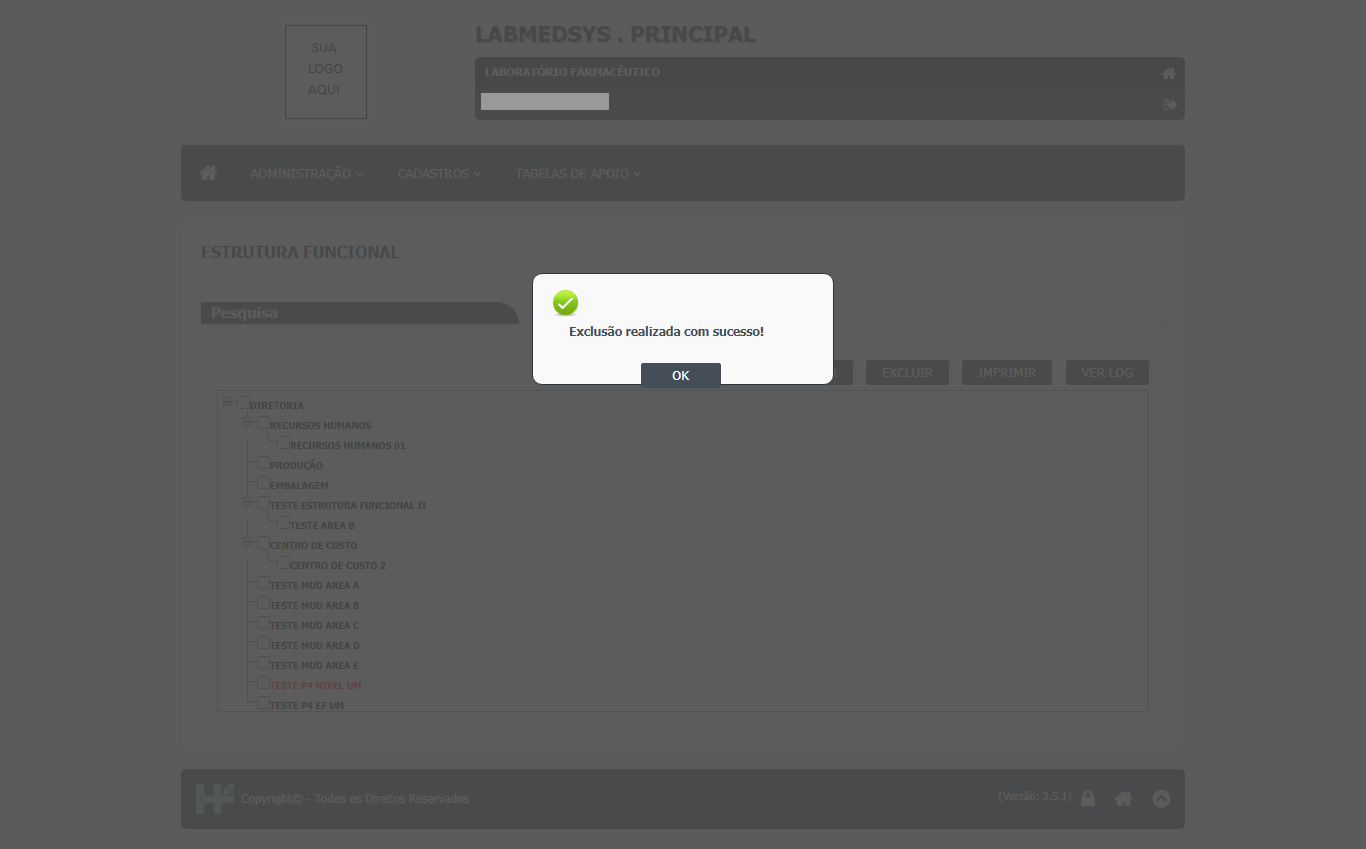 SUA
LOGO
AQUI
LABMEDSYS . PRINCIPAL
LABORATÓRIO FARMACÊUTICO
ADMINISTRAÇÃO
CADASTROS
TABELAS DE APOIO
ESTRUTURA FUNCIONAL
Pesquisa
Exclusão realizada com sucesso!
OK
EXCLUIR
IMPRIMIR
VER LOG
DIRETORIA
RECURSOS HUMANOS
RECURSOS HUMANOS 01
PRODUÇÃO
EMBALAGEM
TESTE ESTRUTURA FUNCIONAL II
TESTE AREA B
CENTRO DE CUSTO
CENTRO DE CUSTO 2
TESTE MUD AREA A
TESTE MUD AREA B
TESTE MUD AREA C
TESTE MUD AREA D
TESTE MUD AREA E
TESTE P4 NIVEL UM
TESTE P4 EF UM
Copyright© - Todos os Direitos Reservados
(Versão: 3.5.1)